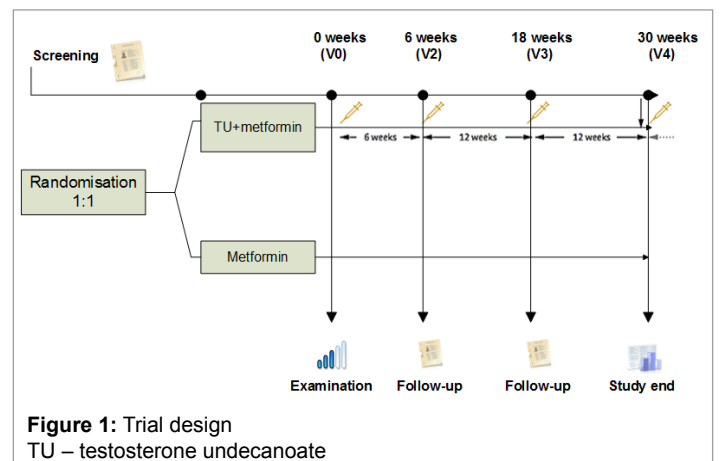 0 weeks 6 weeks 18 weeks 30 weeks
(V0) (V2) (V3) (V4)
Screening
TU+metformin
6 weeks 12 weeks 12 weeks
Randomisation
1:1
Metformin
Examination Follow-up Follow-up Study end
Figure 1: Trial design
TU – testosterone undecanoate